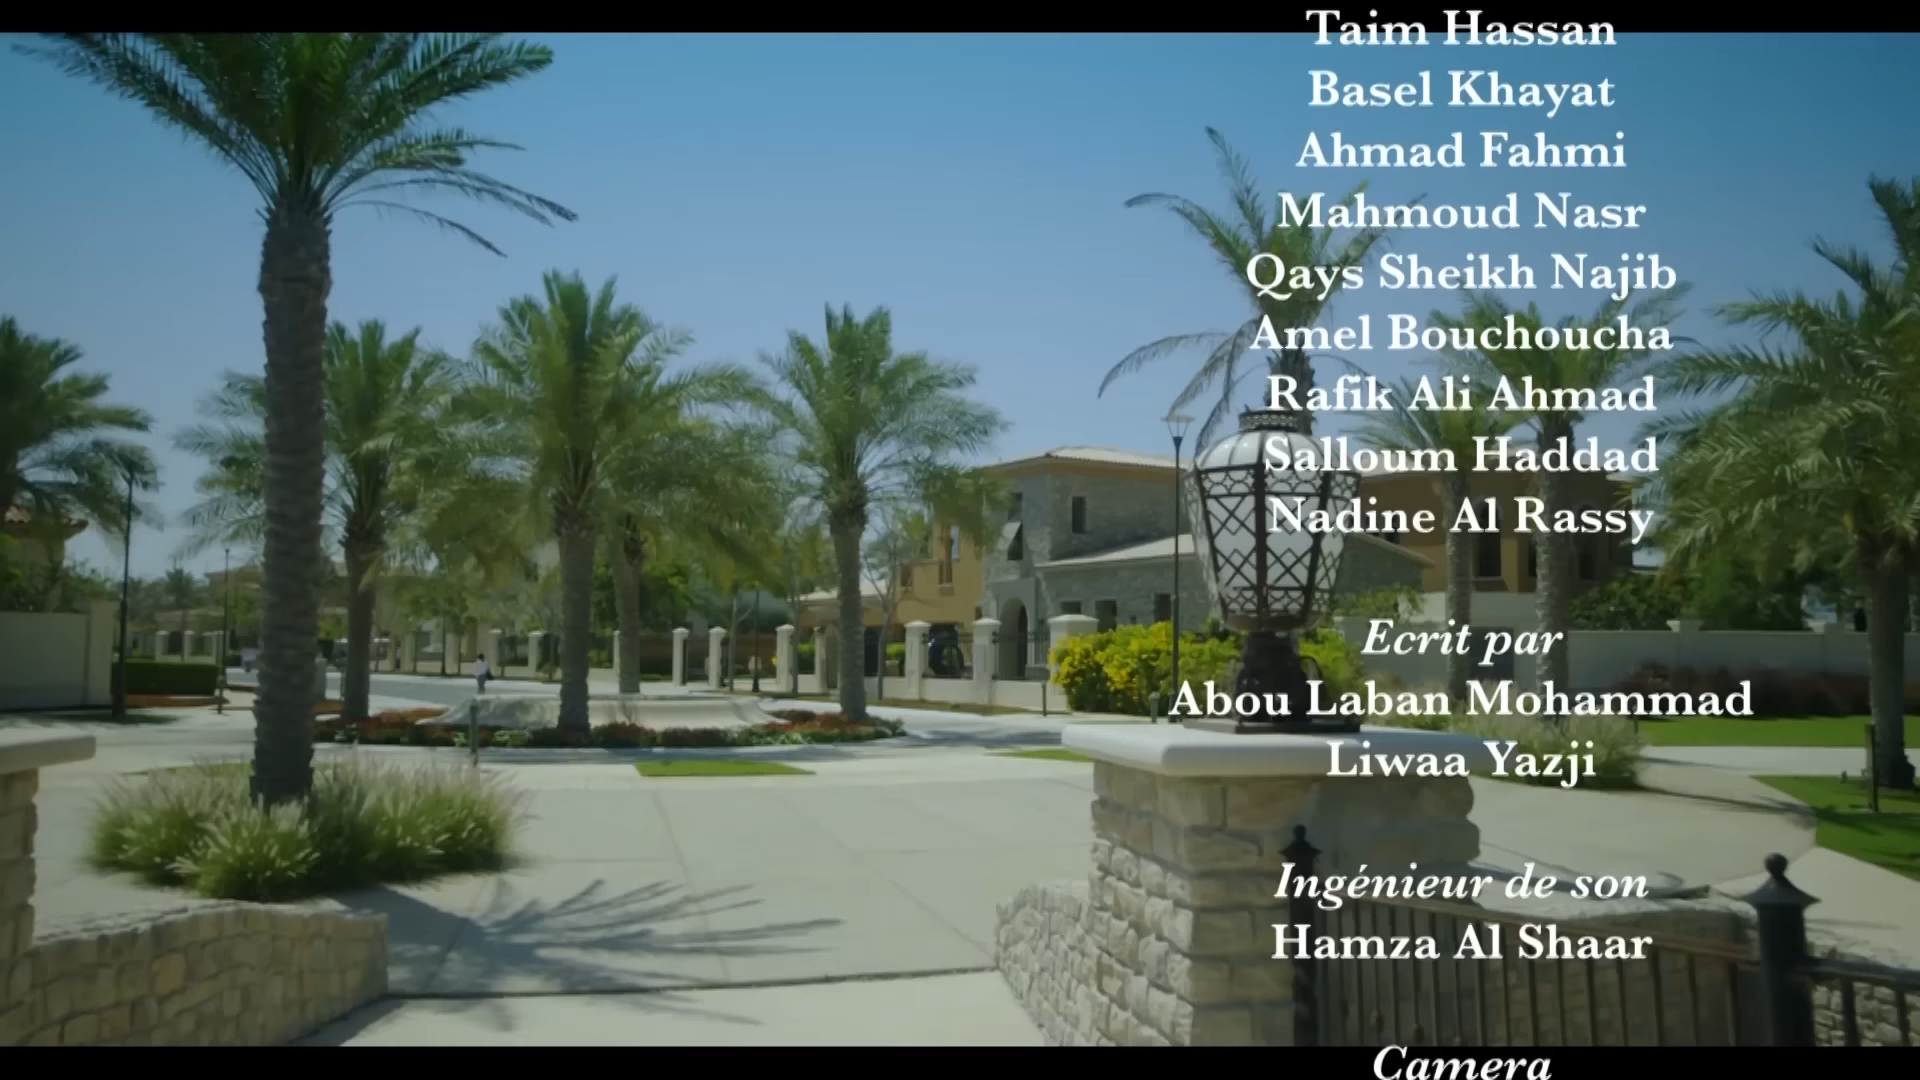 Taim Hassan
Basel Khayat
Ahmad Fahmi
Mahmoud Nasr
Qays Sheikh Najib
Amel Bouchoucha
Rafik Ali Ahmad
Salloum Haddad
Nadine Al Rassy
Ecrit par
Abou Laban Mohammad
Liwaa Yazji
Ingénieur de son
Hamza Al Shaar
Camera